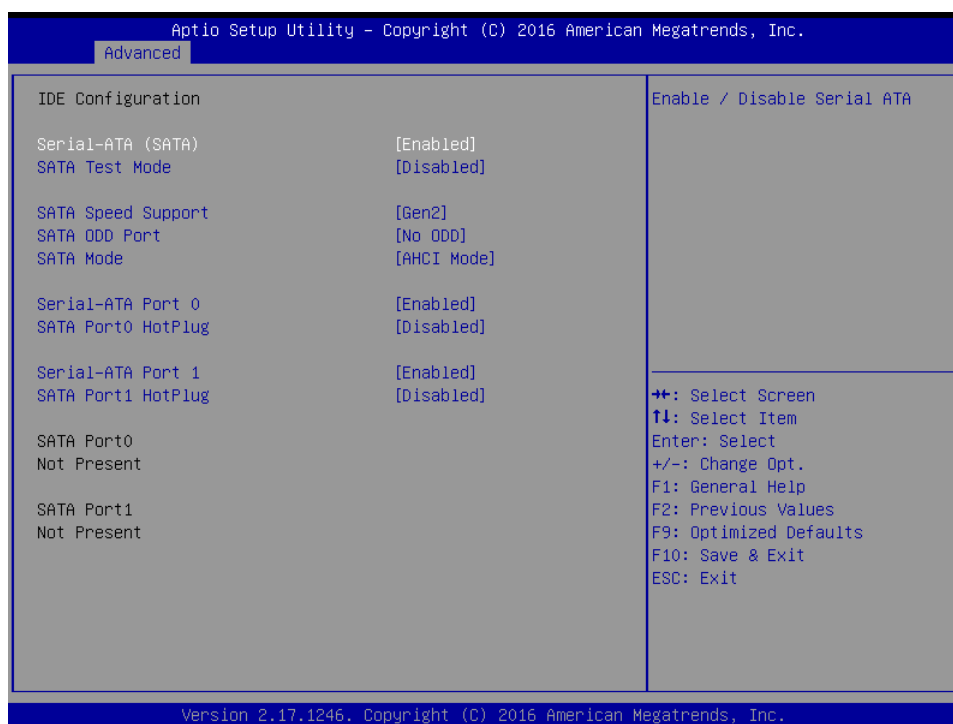 Aptio Setup Utility – Copyright (C) 2016 American Megatrends, Inc.
Advanced
IDE Configuration
Serial-ATA (SATA) [Enabled]
SATA Test Mode [Disabled]
SATA Speed Support [Gen2]
SATA ODD Port [No ODD]
SATA Mode [AHCI Mode]
Serial-ATA Port 0 [Enabled]
SATA Port0 HotPlug [Disabled]
Serial-ATA Port 1 [Enabled]
SATA Port1 HotPlug [Disabled]
SATA Port0
Not Present
SATA Port1
Not Present
Enable / Disable Serial ATA
→←: Select Screen
↑↓: Select Item
Enter: Select
+/-: Change Opt.
F1: General Help
F2: Previous Values
F9: Optimized Defaults
F10: Save & Exit
ESC: Exit
Version 2.17.1246. Copyright (C) 2016 American Megatrends, Inc.